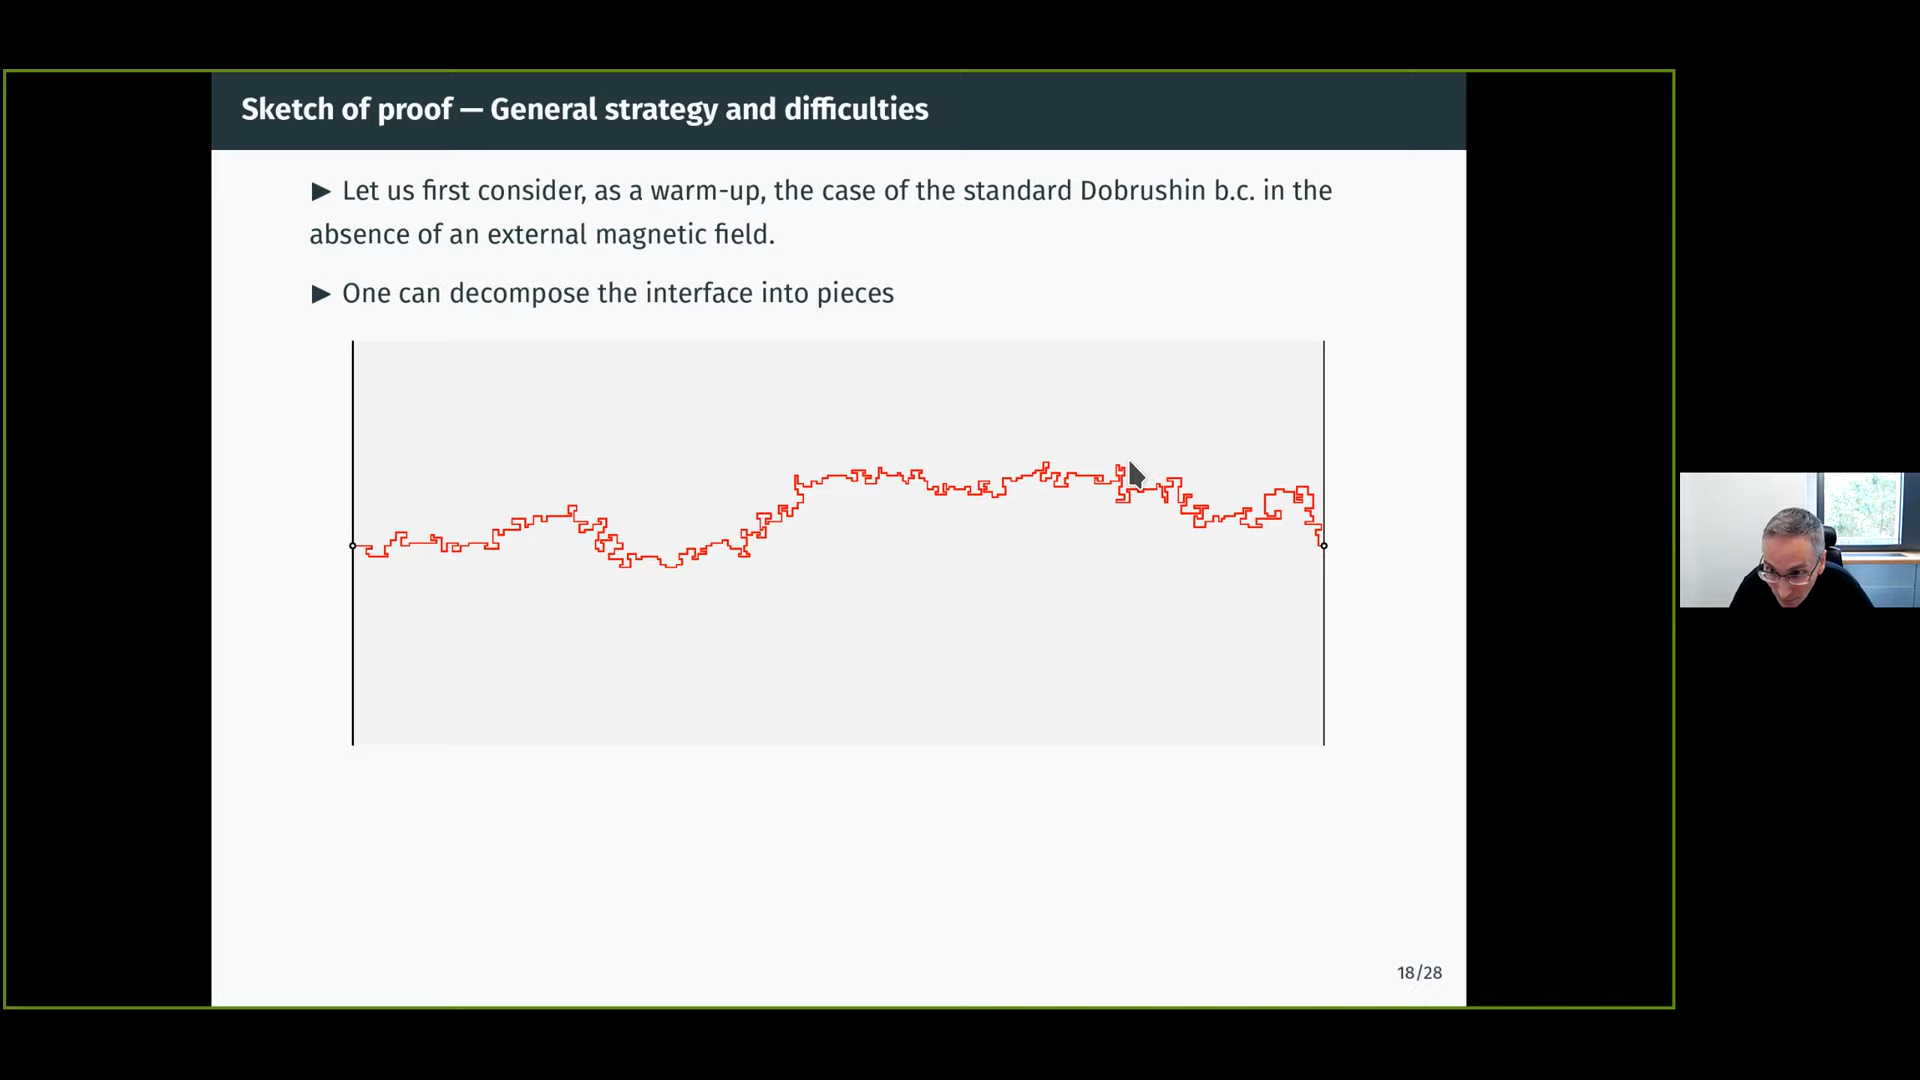 Sketch of proof — General strategy and difficulties
► Let us first consider, as a warm-up, the case of the standard Dobrushin b.c. in the
absence of an external magnetic field.
► One can decompose the interface into pieces
18/28